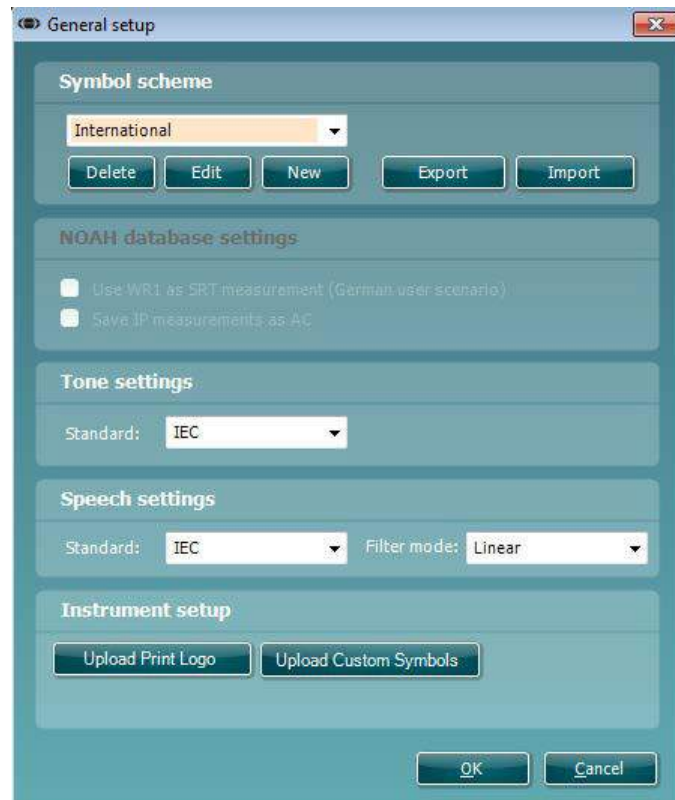 General setup
Symbol scheme
International
Delete Edit New Export Import
NOAH database settings
Use WR1 as SRT measurement (German user scenario)
Save IP measurements as AC
Tone settings
Standard: IEC
Speech settings
Standard: IEC Filter mode: Linear
Instrument setup
Upload Print Logo Upload Custom Symbols
OK Cancel